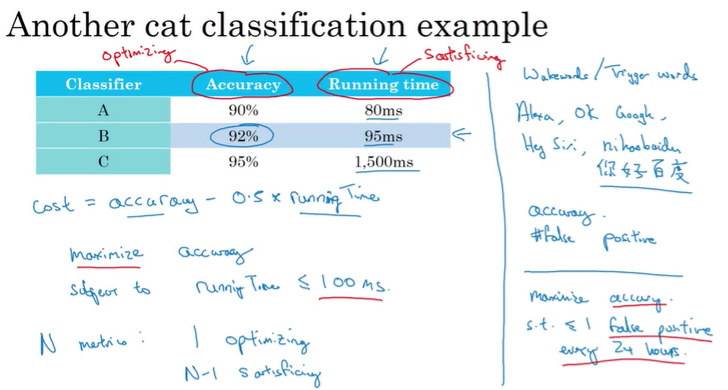 Another cat classification example
optimizing
satisficing
Classifier Accuracy Running time
A 90% 80ms
B 92% 95ms
C 95% 1,500ms
cost = accuracy - 0.5 x running Time
maximize accuracy
subject to running Time ≤ 100 ms.
N metrics: 1 optimizing
N-1 satisficing
Wakewords / Trigger words
Alexa, OK Google,
Hey Siri, nihaobaidu
你好百度
accuracy.
#false positive
maximize accuracy.
s.t. ≤ 1 false positive
every 24 hours.